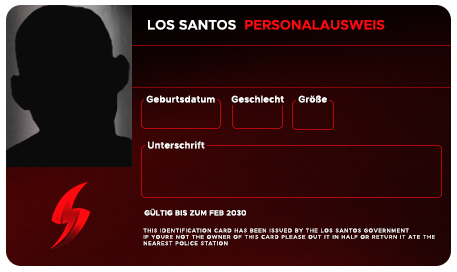 LOS SANTOS PERSONALAUSWEIS
Geburtsdatum Geschlecht Größe
Unterschrift
GÜLTIG BIS ZUM FEB 2030
THIS IDENTIFICATION CARD HAS BEEN ISSUED BY THE LOS SANTOS GOVERNMENT
IF YOURE NOT THE OWNER OF THIS CARD PLEASE OUT IT IN HALF OR RETURN IT ATE THE
NEAREST POLICE STATION